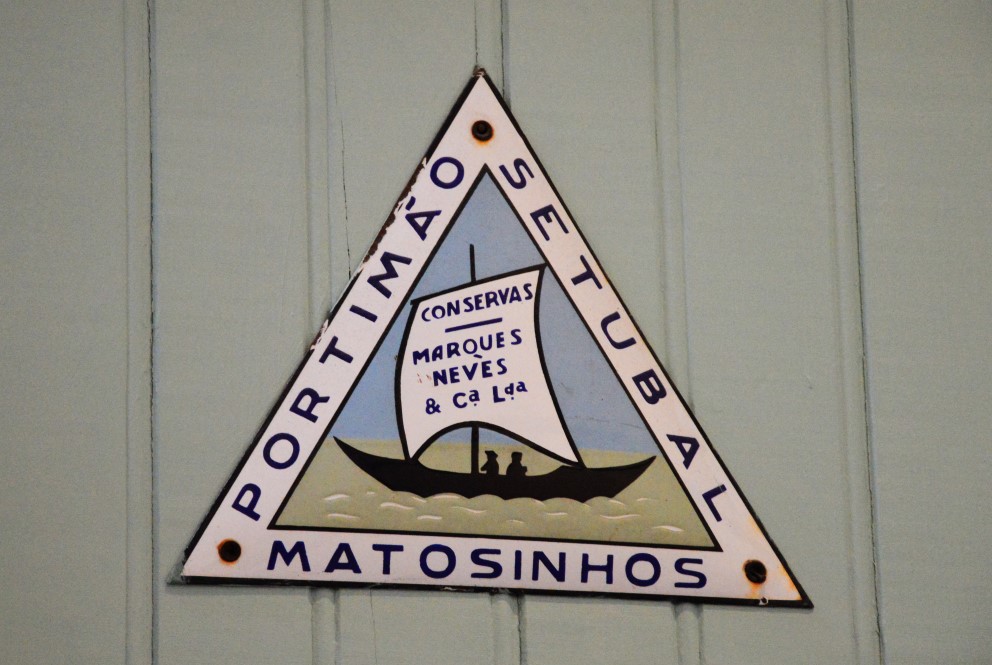 PORTIMÃO
SETUBAL
CONSERVAS
MARQUES
NEVES
& Cª Lda
MATOSINHOS